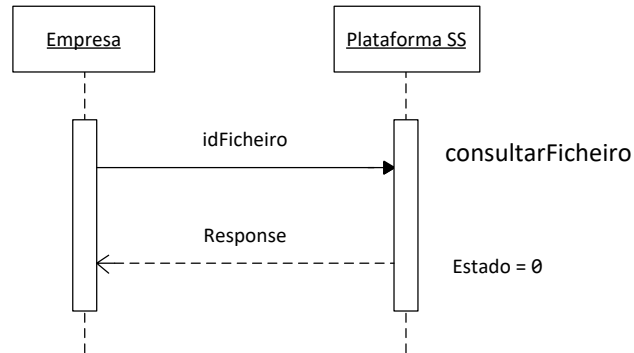 Empresa
Plataforma SS
idFicheiro
consultarFicheiro
Response
Estado = 0